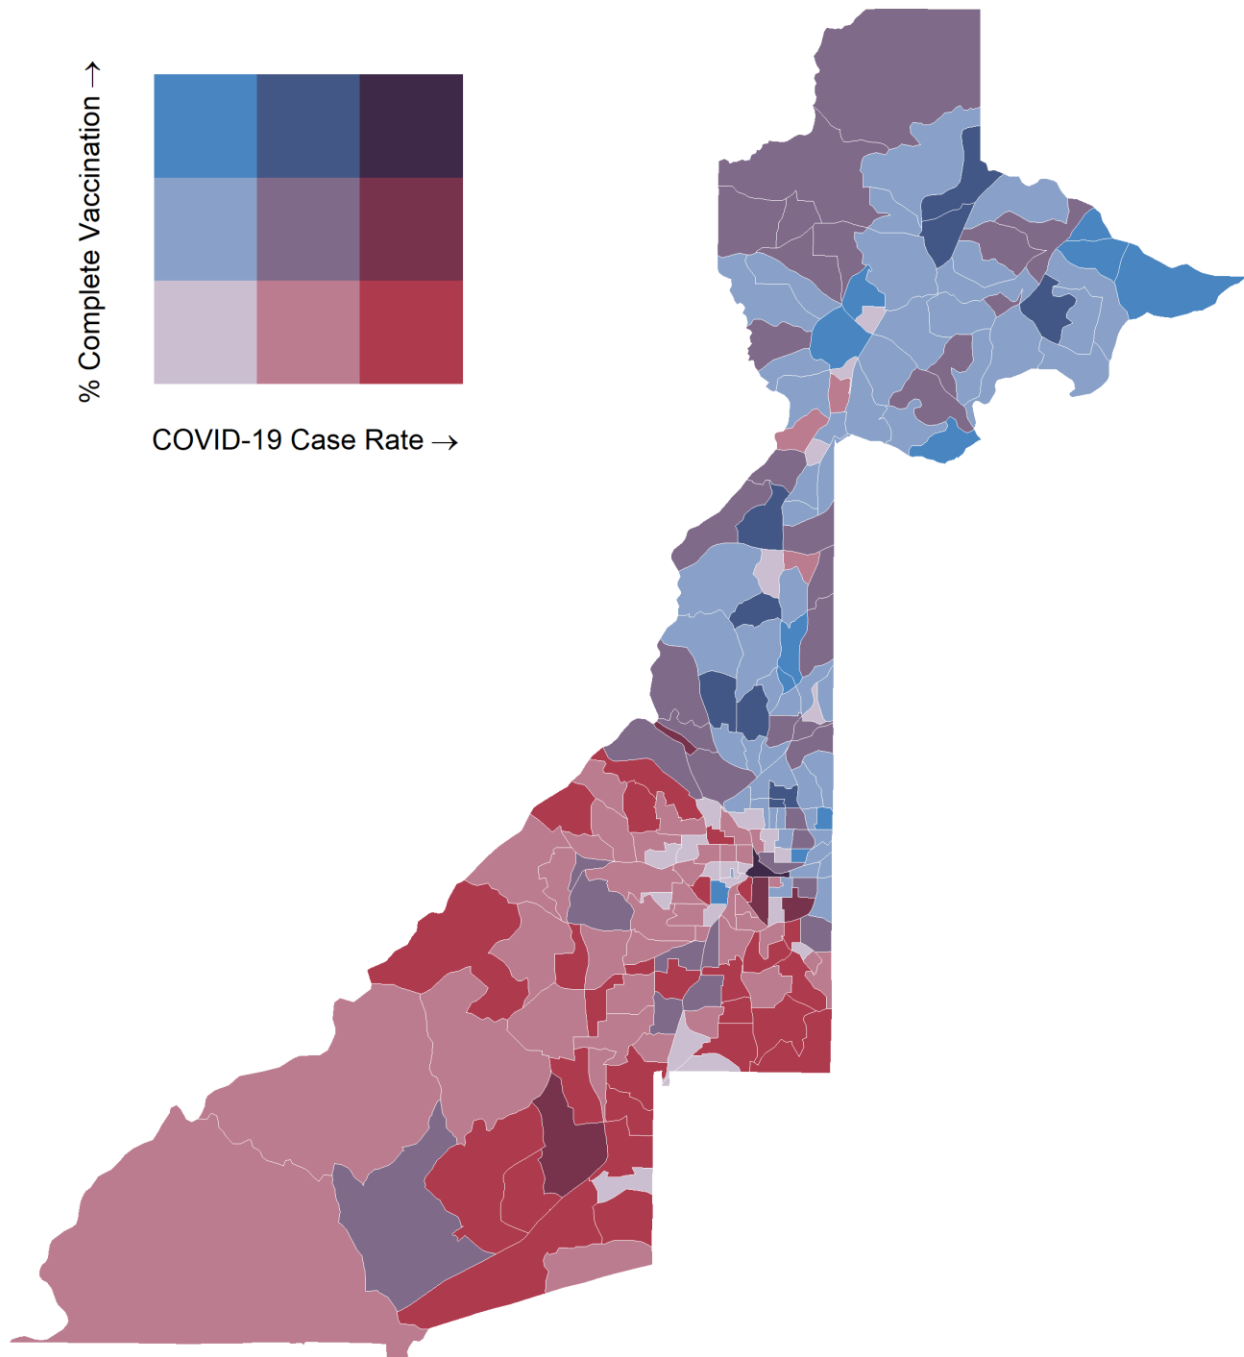 % Complete Vaccination →
COVID-19 Case Rate →